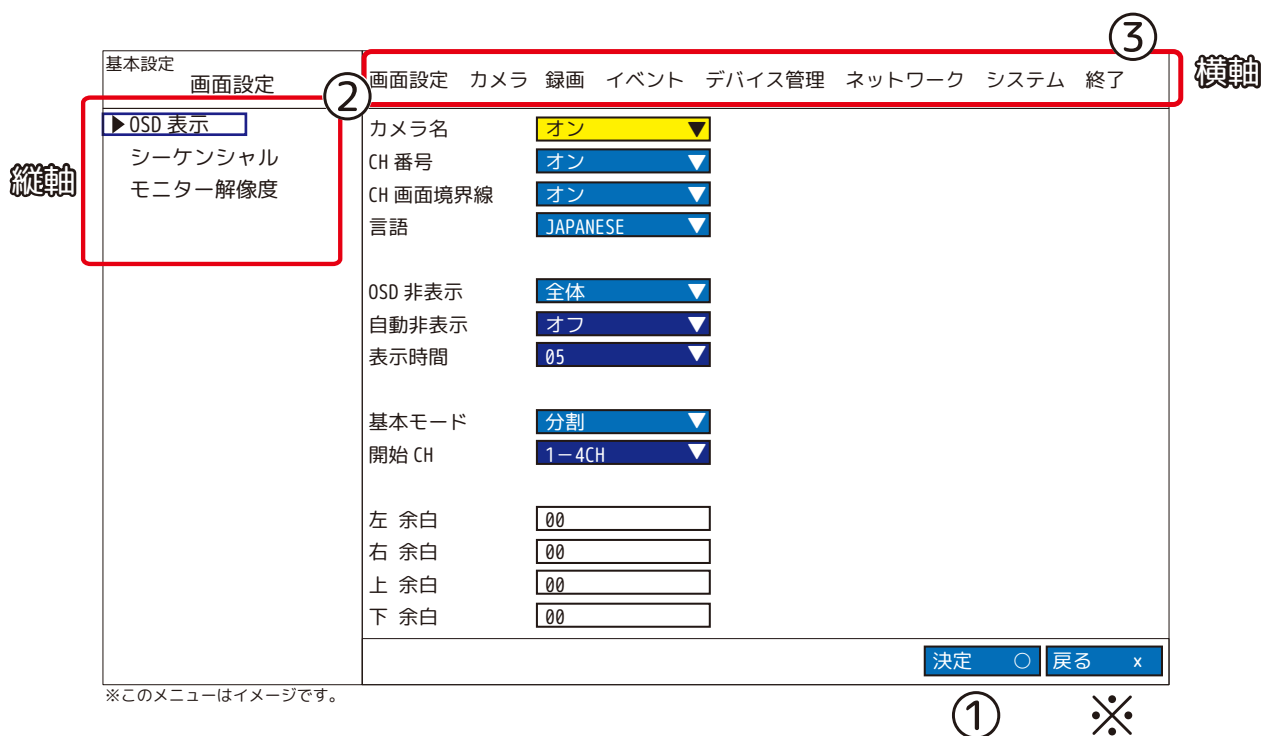 ③
基本設定
画面設定
②
画面設定 カメラ 録画 イベント デバイス管理 ネットワーク システム 終了
横軸
縦軸
▶OSD 表示
シーケンシャル
モニター解像度
カメラ名 オン ▼
CH 番号 オン ▼
CH 画面境界線 オン ▼
言語 JAPANESE ▼
OSD 非表示 全体 ▼
自動非表示 オフ ▼
表示時間 05 ▼
基本モード 分割 ▼
開始 CH 1－4CH ▼
左 余白 00
右 余白 00
上 余白 00
下 余白 00
決定 ○ 戻る x
※このメニューはイメージです。
① ※